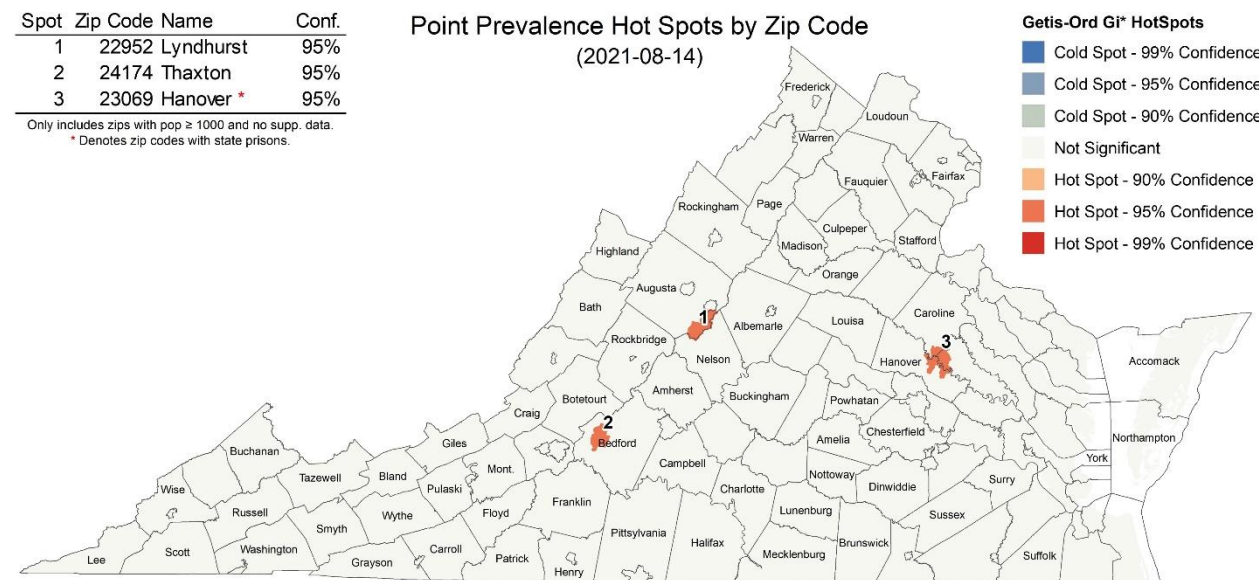 Spot Zip Code Name Conf.
1 22952 Lyndhurst 95%
2 24174 Thaxton 95%
3 23069 Hanover * 95%
Only includes zips with pop ≥ 1000 and no supp. data.
* Denotes zip codes with state prisons.
Point Prevalence Hot Spots by Zip Code
(2021-08-14)
Getis-Ord Gi* HotSpots
Cold Spot - 99% Confidence
Cold Spot - 95% Confidence
Cold Spot - 90% Confidence
Not Significant
Hot Spot - 90% Confidence
Hot Spot - 95% Confidence
Hot Spot - 99% Confidence
Frederick
Loudoun
Warren
Fairfax
Fauquier
Page
Rockingham
Culpeper
Stafford
Madison
Highland
Orange
Augusta
Bath
Caroline
1
Albemarle
Louisa
Rockbridge
3
Hanover
Nelson
Accomack
Amherst
Buckingham
Botetourt
Powhatan
Craig
2
Bedford
Chesterfield
Amelia
Northampton
Giles
Buchanan
York
Campbell
Mont.
Tazewell
Bland
Nottoway
Pulaski
Charlotte
Dinwiddie
Surry
Wise
Franklin
Russell
Wythe
Floyd
Lunenburg
Sussex
Smyth
Pittsylvania
Halifax
Brunswick
Washington
Carroll
Scott
Mecklenburg
Suffolk
Lee
Grayson
Patrick
Henry